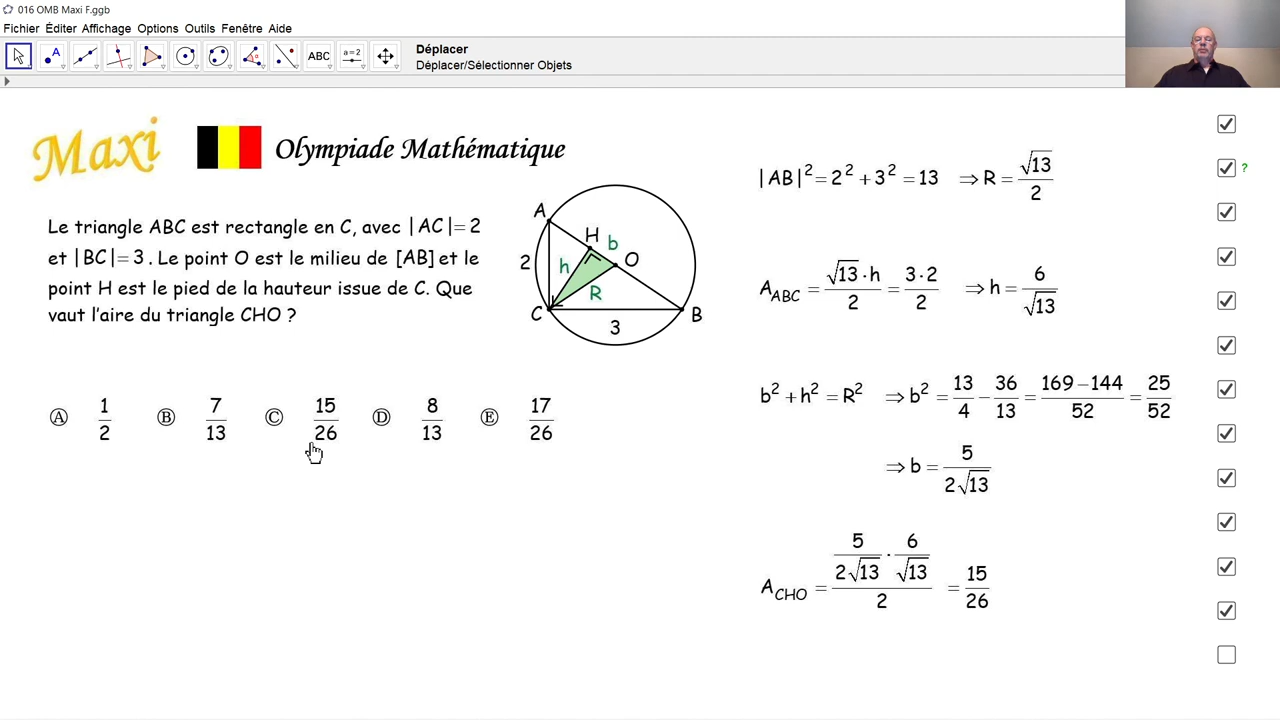 016 OMB Maxi F.ggb
Fichier Éditer Affichage Options Outils Fenêtre Aide
A
ABC
a=2
Déplacer
Déplacer/Sélectionner Objets
Maxi
Olympiade Mathématique
Le triangle ABC est rectangle en C, avec |AC|= 2
et |BC|= 3 . Le point O est le milieu de [AB] et le
point H est le pied de la hauteur issue de C. Que
vaut l'aire du triangle CHO ?
A
H
b
O
2
h
R
C
B
3
Ⓐ 1/2 Ⓑ 7/13 Ⓒ 15/26 Ⓓ 8/13 Ⓔ 17/26
|AB|² = 2² + 3² = 13 ⇒ R = √13/2
A_ABC = √13·h/2 = 3·2/2 ⇒ h = 6/√13
b² + h² = R² ⇒ b² = 13/4 − 36/13 = (169 − 144)/52 = 25/52
⇒ b = 5/(2√13)
A_CHO = (5/(2√13) · 6/√13)/2 = 15/26
?